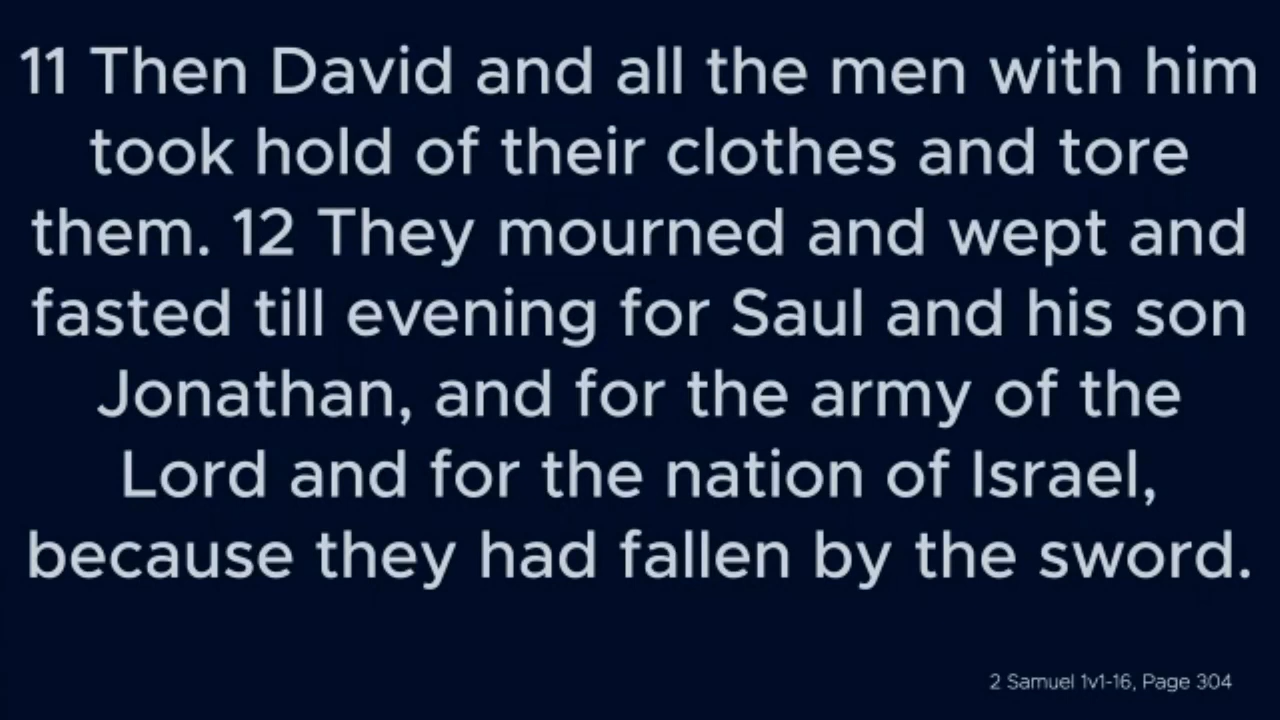 11 Then David and all the men with him
took hold of their clothes and tore
them. 12 They mourned and wept and
fasted till evening for Saul and his son
Jonathan, and for the army of the
Lord and for the nation of Israel,
because they had fallen by the sword.
2 Samuel 1v1-16, Page 304